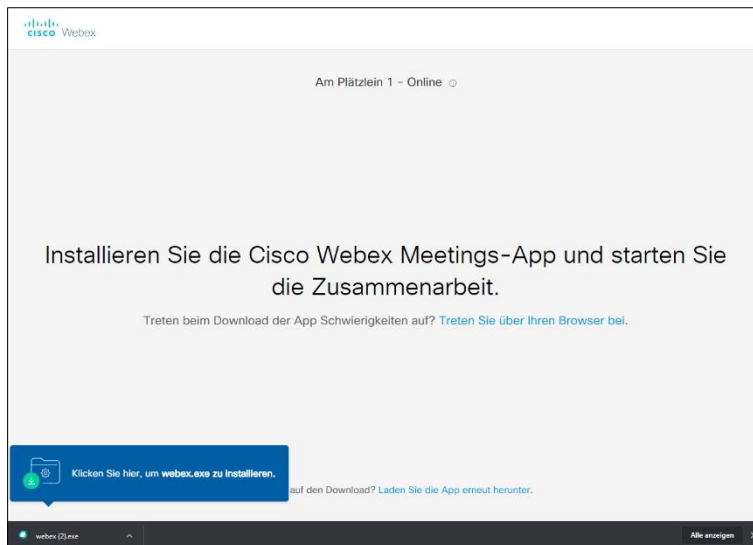 CISCO Webex
Am Plätzlein 1 - Online
Installieren Sie die Cisco Webex Meetings-App und starten Sie
die Zusammenarbeit.
Treten beim Download der App Schwierigkeiten auf? Treten Sie über Ihren Browser bei.
Klicken Sie hier, um webex.exe zu installieren.
auf den Download? Laden Sie die App erneut herunter.
webex (2).exe
Alle anzeigen